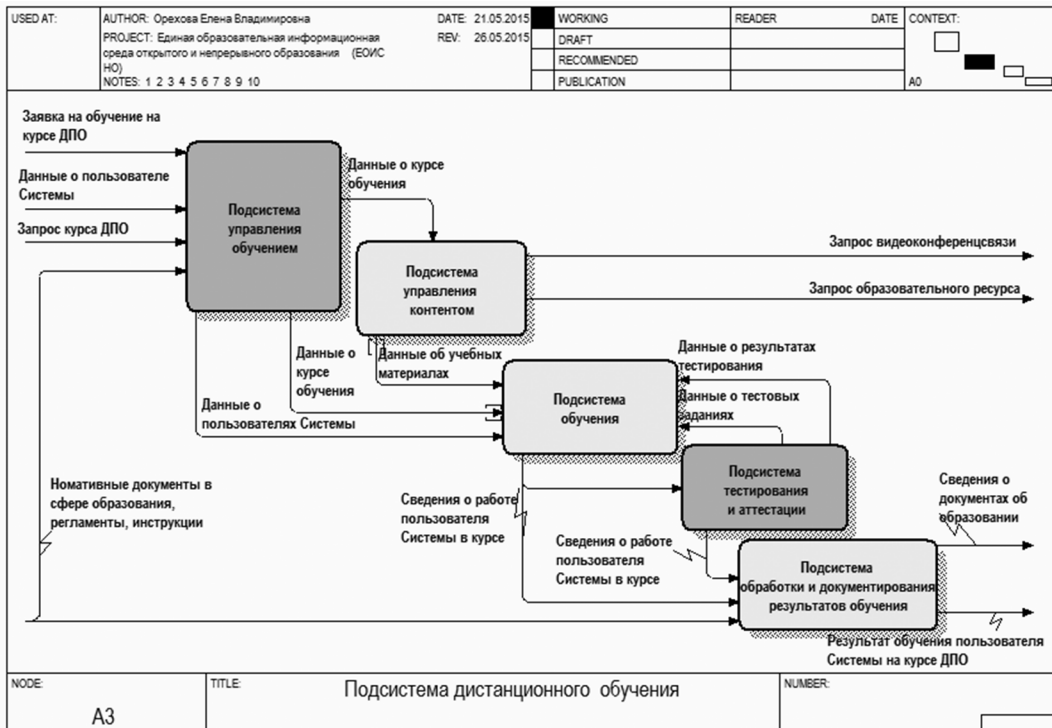 USED AT:
AUTHOR: Орехова Елена Владимировна
DATE: 21.05.2015
PROJECT: Единая образовательная информационная
среда открытого и непрерывного образования (ЕОИС
НО)
REV: 26.05.2015
NOTES: 1 2 3 4 5 6 7 8 9 10
WORKING
DRAFT
RECOMMENDED
PUBLICATION
READER DATE
CONTEXT:
A0
Заявка на обучение на
курсе ДПО
Данные о пользователе
Системы
Запрос курса ДПО
Подсистема
управления
обучением
Данные о курсе
обучения
Подсистема
управления
контентом
Запрос видеоконференцсвязи
Запрос образовательного ресурса
Данные о
курсе
обучения
Данные об учебных
материалах
Данные о
пользователях Системы
Подсистема
обучения
Данные о результатах
тестирования
Данные о тестовых
заданиях
Подсистема
тестирования
и аттестации
Номативные документы в
сфере образования,
регламенты, инструкции
Сведения о работе
пользователя
Системы в курсе
Сведения о работе
пользователя
Системы в курсе
Сведения о
документах об
образовании
Подсистема
обработки и документирования
результатов обучения
Результат обучения пользователя
Системы на курсе ДПО
NODE:
A3
TITLE:
Подсистема дистанционного обучения
NUMBER: